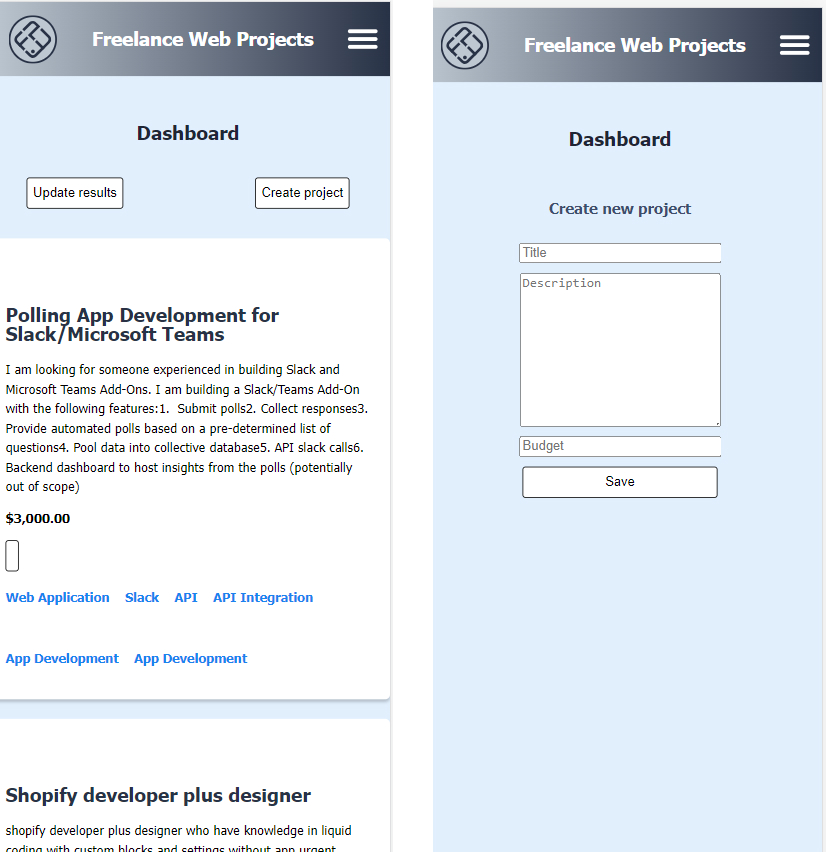 Freelance Web Projects
Dashboard
Update results
Create project
Polling App Development for
Slack/Microsoft Teams
I am looking for someone experienced in building Slack and
Microsoft Teams Add-Ons. I am building a Slack/Teams Add-On
with the following features:1.  Submit polls2. Collect responses3.
Provide automated polls based on a pre-determined list of
questions4. Pool data into collective database5. API slack calls6.
Backend dashboard to host insights from the polls (potentially
out of scope)
$3,000.00
Web Application Slack API API Integration
App Development App Development
Shopify developer plus designer
shopify developer plus designer who have knowledge in liquid
coding with custom blocks and settings without app urgent
Freelance Web Projects
Dashboard
Create new project
Title
Description
Budget
Save